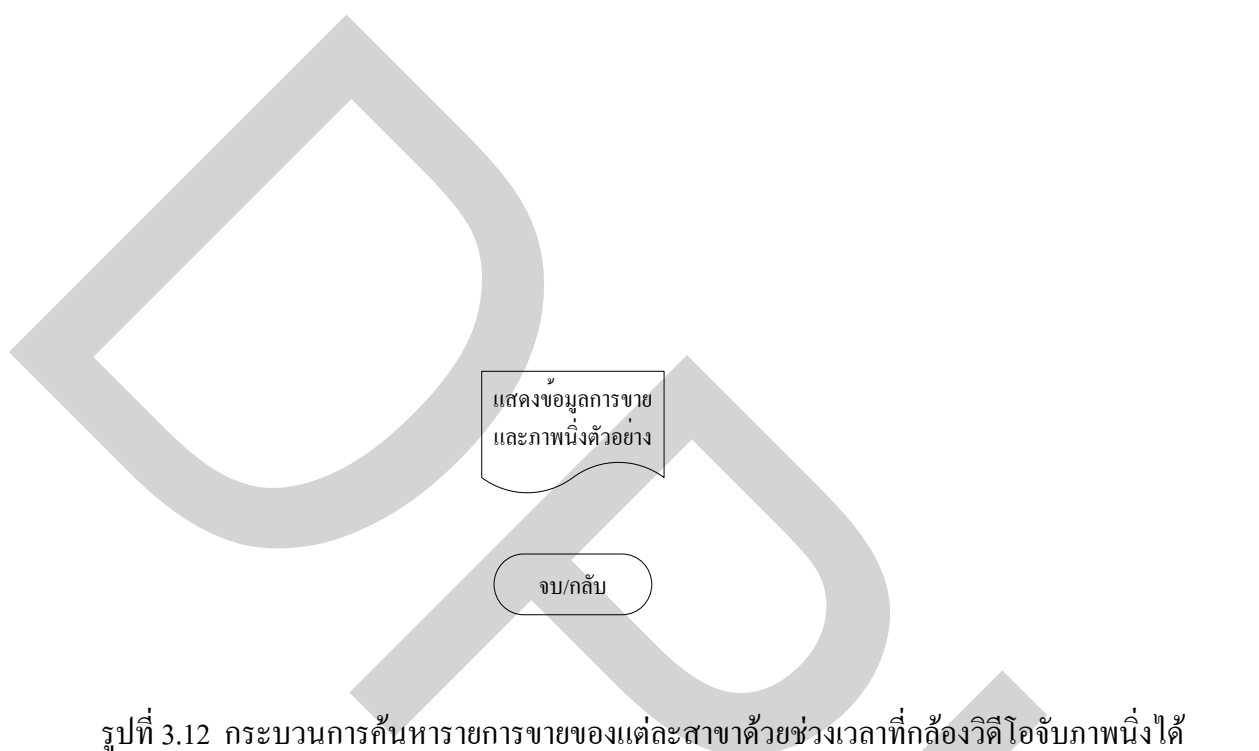 แสดงข้อมูลการขาย
และภาพนิ่งตัวอย่าง
จบ/กลับ
รูปที่ 3.12 กระบวนการค้นหารายการขายของแต่ละสาขาด้วยช่วงเวลาที่กล้องวิดีโอจับภาพนิ่งได้